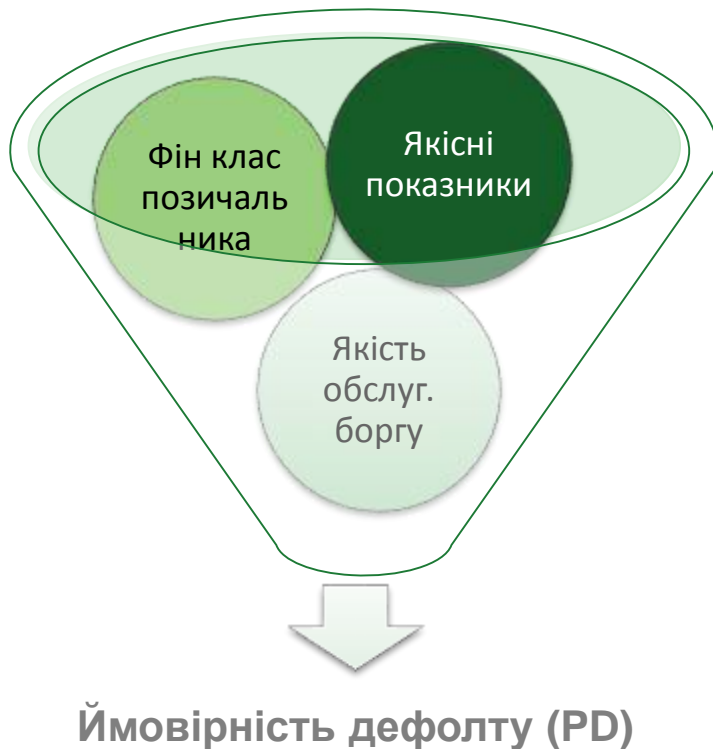 Фін клас
позичаль
ника
Якісні
показники
Якість
обслуг.
боргу
Ймовірність дефолту (PD)